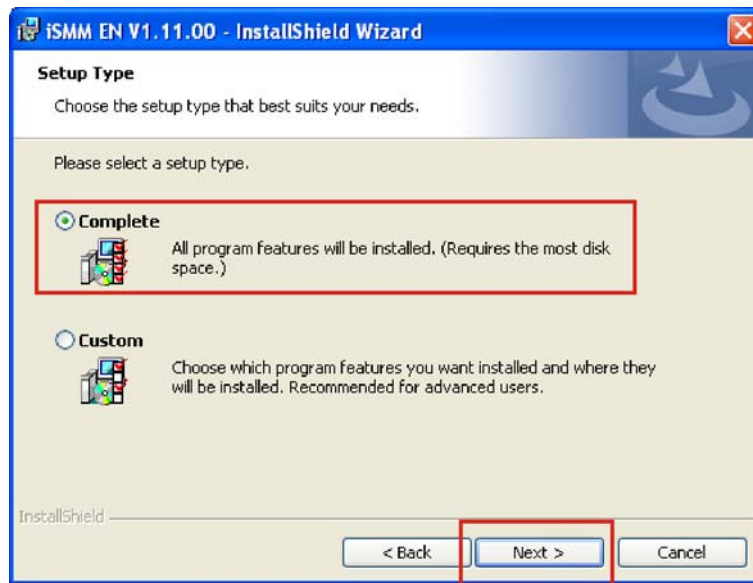 iSMM EN V1.11.00 - InstallShield Wizard
Setup Type
Choose the setup type that best suits your needs.
Please select a setup type.
Complete
All program features will be installed. (Requires the most disk
space.)
Custom
Choose which program features you want installed and where they
will be installed. Recommended for advanced users.
InstallShield
< Back Next > Cancel